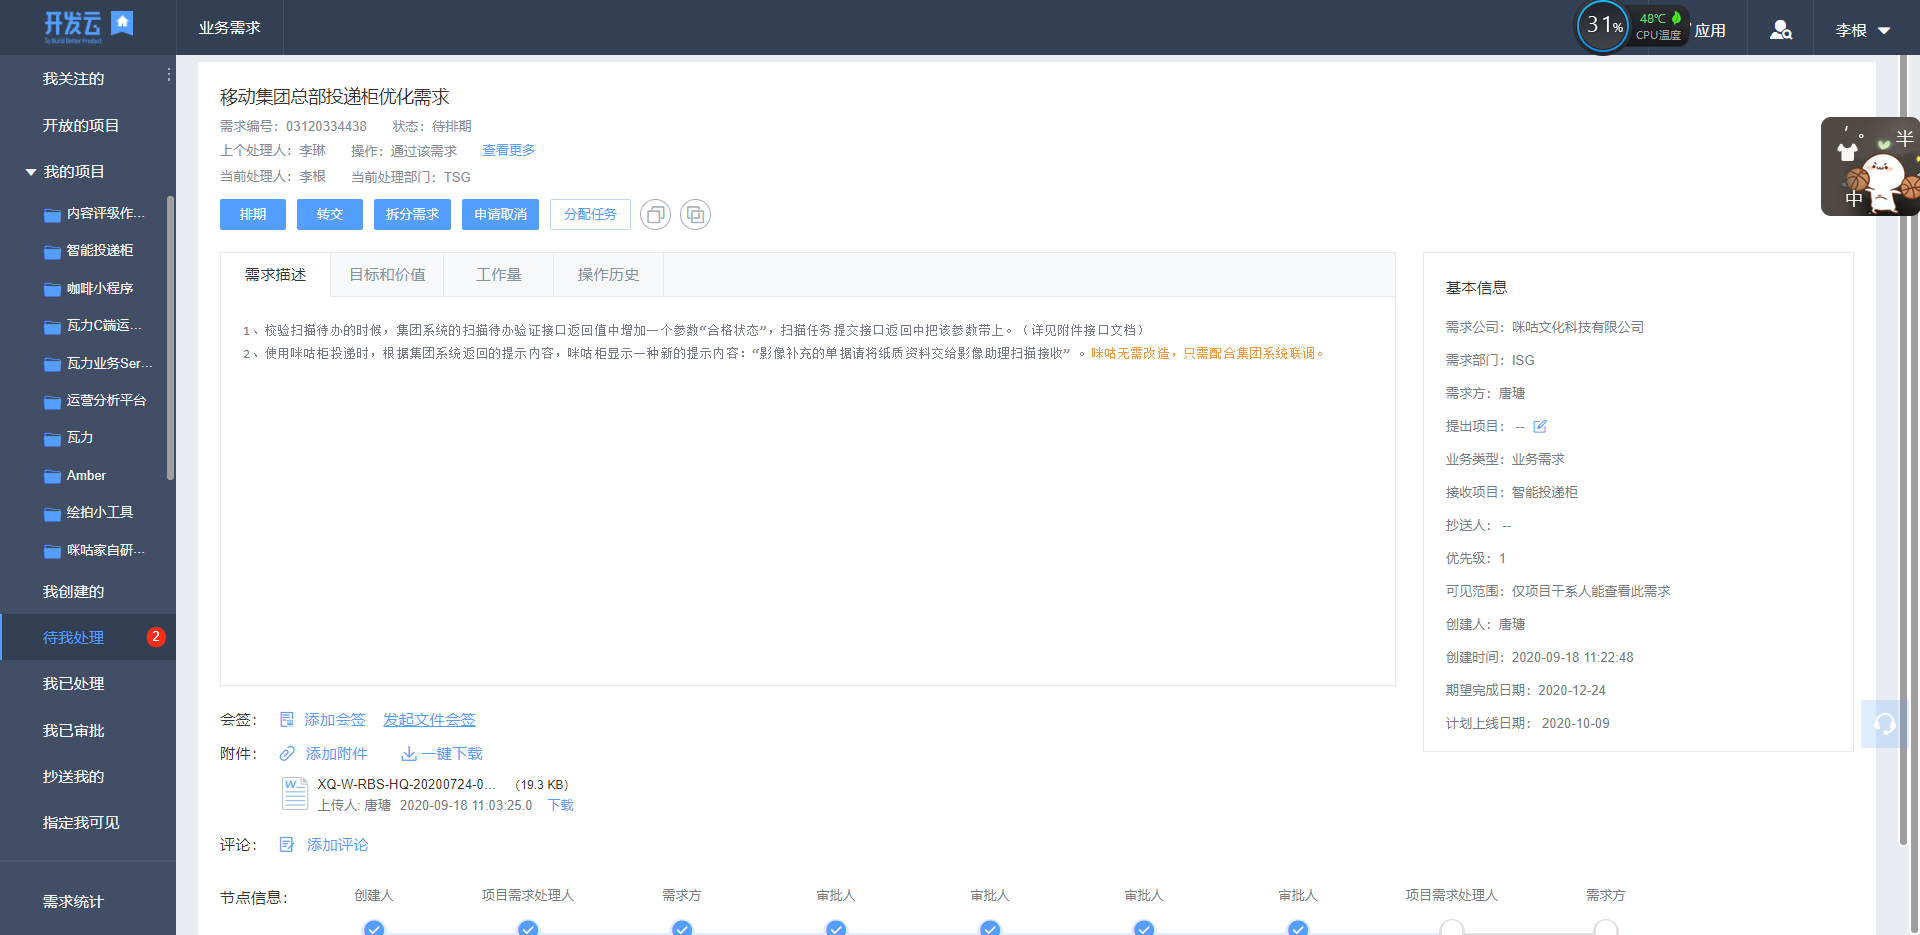 开发云
To Build Better Product
业务需求
31%
48℃
CPU温度
应用
李根
我关注的
开放的项目
我的项目
内容评级作...
智能投递柜
咖啡小程序
瓦力C端运...
瓦力业务Ser...
运营分析平台
瓦力
Amber
绘拍小工具
咪咕家自研...
我创建的
待我处理
2
我已处理
我已审批
抄送我的
指定我可见
需求统计
移动集团总部投递柜优化需求
需求编号：03120334438 状态：待排期
上个处理人：李琳 操作：通过该需求 查看更多
当前处理人：李根 当前处理部门：TSG
排期 转交 拆分需求 申请取消 分配任务
需求描述 目标和价值 工作量 操作历史
1、校验扫描待办的时候，集团系统的扫描待办验证接口返回值中增加一个参数“合格状态”，扫描任务提交接口返回中把该参数带上。（详见附件接口文档）
2、使用咪咕柜投递时，根据集团系统返回的提示内容，咪咕柜显示一种新的提示内容：“影像补充的单据请将纸质资料交给影像助理扫描接收” 。咪咕无需改造，只需配合集团系统联调。
会签： 添加会签 发起文件会签
附件： 添加附件 一键下载
XQ-W-RBS-HQ-20200724-0... （19.3 KB）
上传人: 唐瑭 2020-09-18 11:03:25.0 下载
评论： 添加评论
节点信息： 创建人 项目需求处理人 需求方 审批人 审批人 审批人 审批人 项目需求处理人 需求方
基本信息
需求公司：咪咕文化科技有限公司
需求部门：ISG
需求方：唐瑭
提出项目： --
业务类型：业务需求
接收项目：智能投递柜
抄送人： --
优先级：1
可见范围：仅项目干系人能查看此需求
创建人：唐瑭
创建时间：2020-09-18 11:22:48
期望完成日期：2020-12-24
计划上线日期： 2020-10-09
半
中